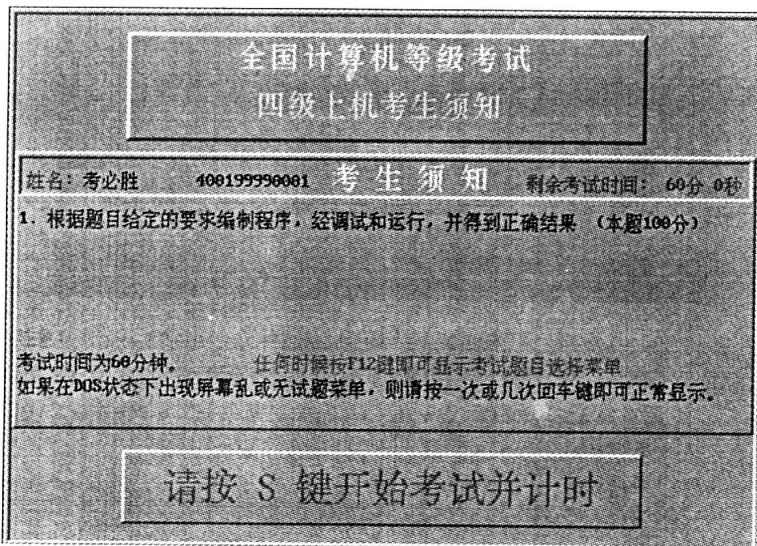 全国计算机等级考试
四级上机考生须知
姓名：考必胜 400199990001 考 生 须 知 剩余考试时间： 60分 0秒
1．根据题目给定的要求编制程序，经调试和运行，并得到正确结果 （本题100分）
考试时间为60分钟。 任何时候按F12键即可显示考试题目选择菜单
如果在DOS状态下出现屏幕乱或无试题菜单，则请按一次或几次回车键即可正常显示。
请按 S 键开始考试并计时